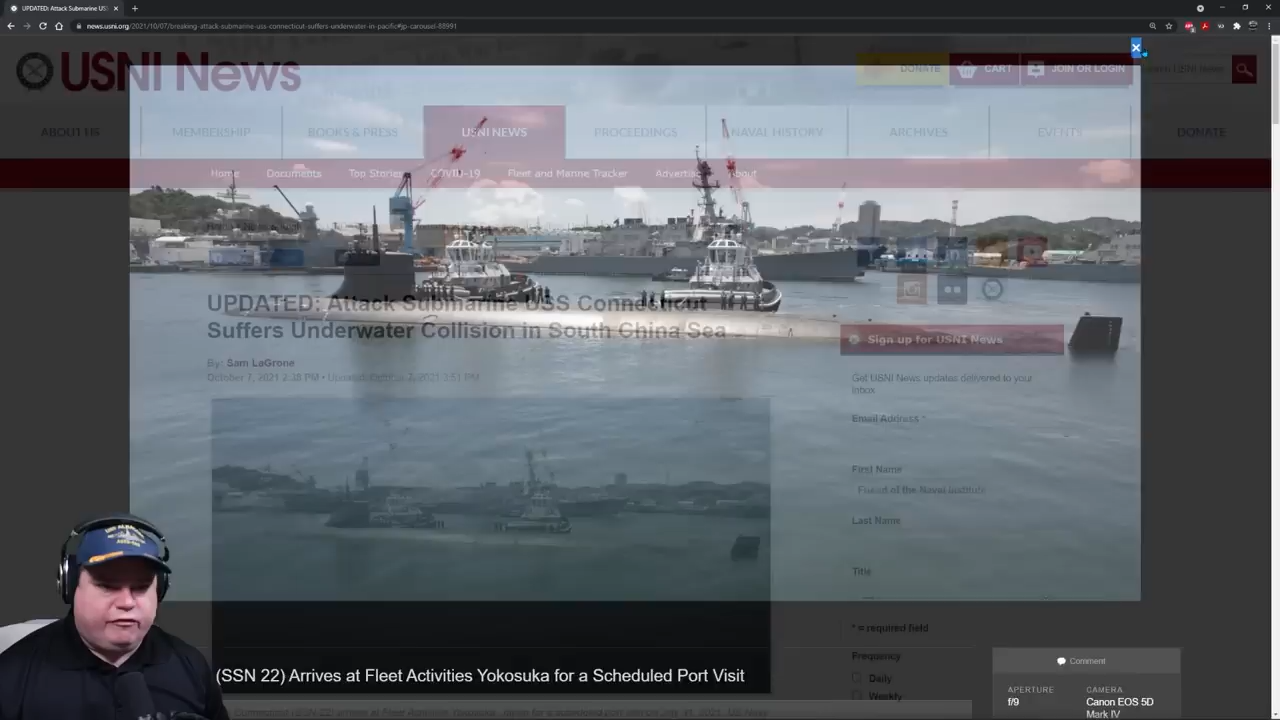 UPDATED: Attack Submarine US
news.usni.org/2021/10/07/breaking-attack-submarine-uss-connecticut-suffers-underwater-in-pacific#jp-carousel-88991
USNI News
DONATE
CART
JOIN OR LOGIN
ABOUT US
MEMBERSHIP
BOOKS & PRESS
USNI NEWS
PROCEEDINGS
NAVAL HISTORY
ARCHIVES
EVENTS
DONATE
Home
Documents
Top Stories
COVID-19
Fleet and Marine Tracker
Advertise
About
UPDATED: Attack Submarine USS Connecticut
Suffers Underwater Collision in South China Sea
By: Sam LaGrone
October 7, 2021 2:38 PM • Updated: October 7, 2021 3:51 PM
Sign up for USNI News
Get USNI News updates delivered to your
inbox
Email Address *
First Name
Friend of the Naval Institute
Last Name
Title
* = required field
Frequency
Daily
Weekly
(SSN 22) Arrives at Fleet Activities Yokosuka for a Scheduled Port Visit
Comment
APERTURE
f/9
CAMERA
Canon EOS 5D
Mark IV